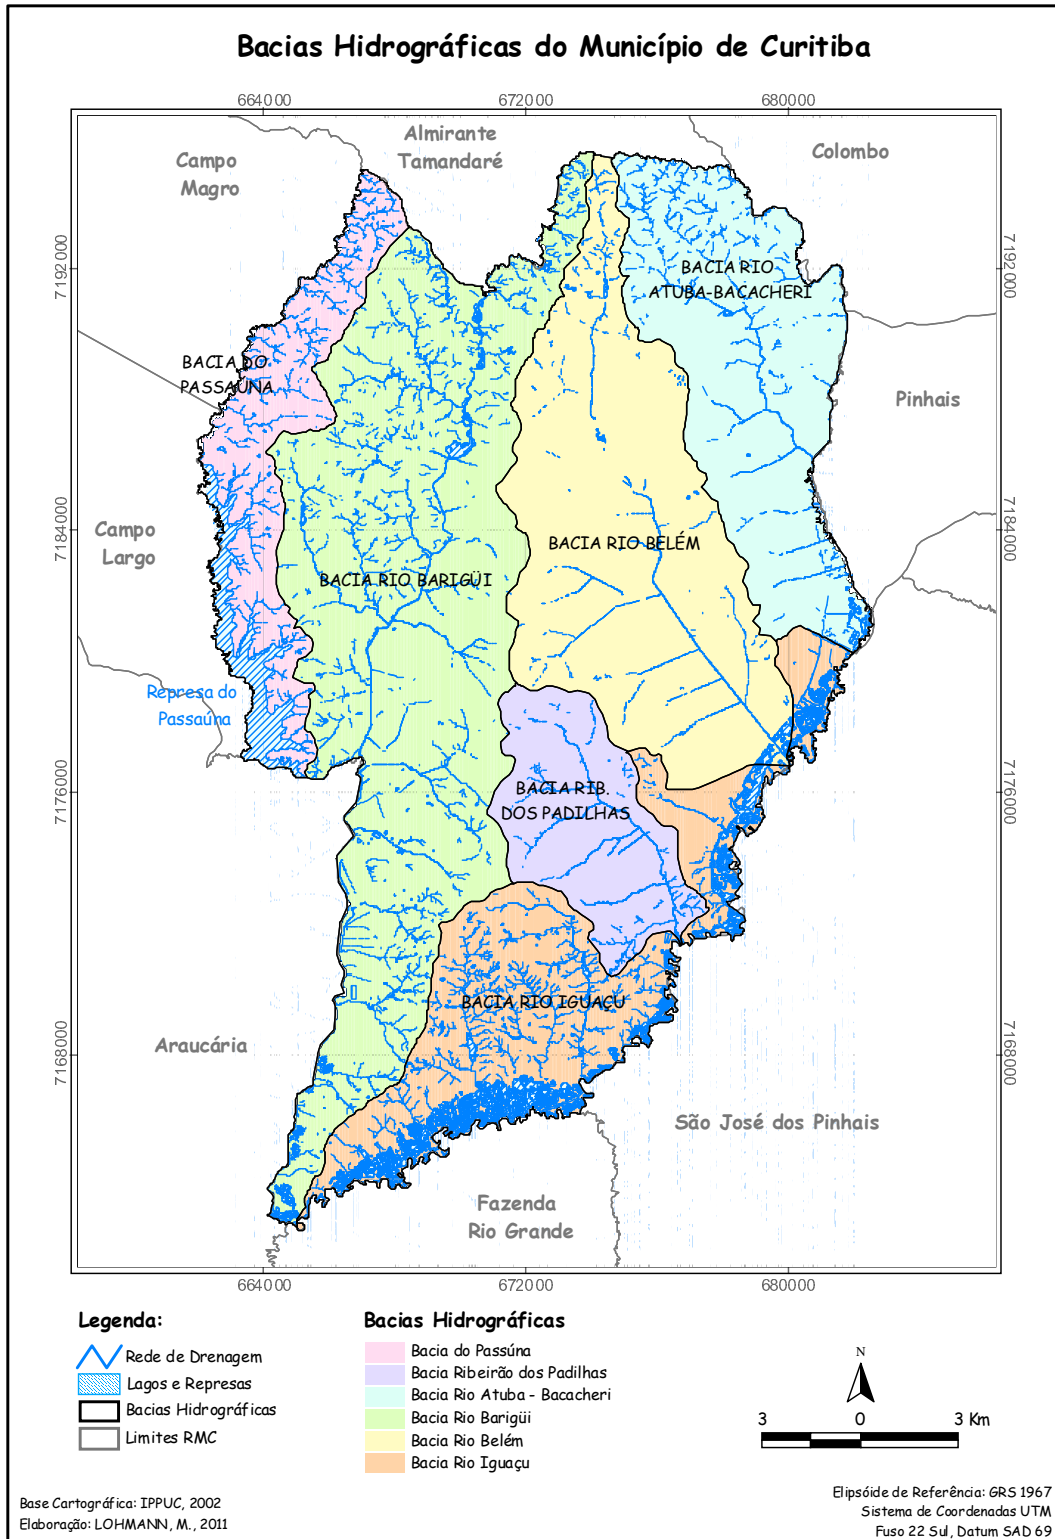 Bacias Hidrográficas do Município de Curitiba
664000
672000
680000
Almirante
Tamandaré
Campo
Magro
Colombo
7192000
7192000
BACIA RIO
ATUBA-BACACHERI
BACIA DO
PASSAÚNA
Pinhais
Campo
Largo
7184000
7184000
BACIA RIO BELÉM
BACIA RIO BARIGÜI
Represa do
Passaúna
7176000
7176000
BACIA RIB.
DOS PADILHAS
BACIA RIO IGUAÇU
Araucária
7168000
7168000
São José dos Pinhais
Fazenda
Rio Grande
664000
672000
680000
Legenda:
Rede de Drenagem
Lagos e Represas
Bacias Hidrográficas
Limites RMC
Bacias Hidrográficas
Bacia do Passúna
Bacia Ribeirão dos Padilhas
Bacia Rio Atuba - Bacacheri
Bacia Rio Barigüi
Bacia Rio Belém
Bacia Rio Iguaçu
N
3 0 3 Km
Base Cartográfica: IPPUC, 2002
Elaboração: LOHMANN, M., 2011
Elipsóide de Referência: GRS 1967
Sistema de Coordenadas UTM
Fuso 22 Sul, Datum SAD 69